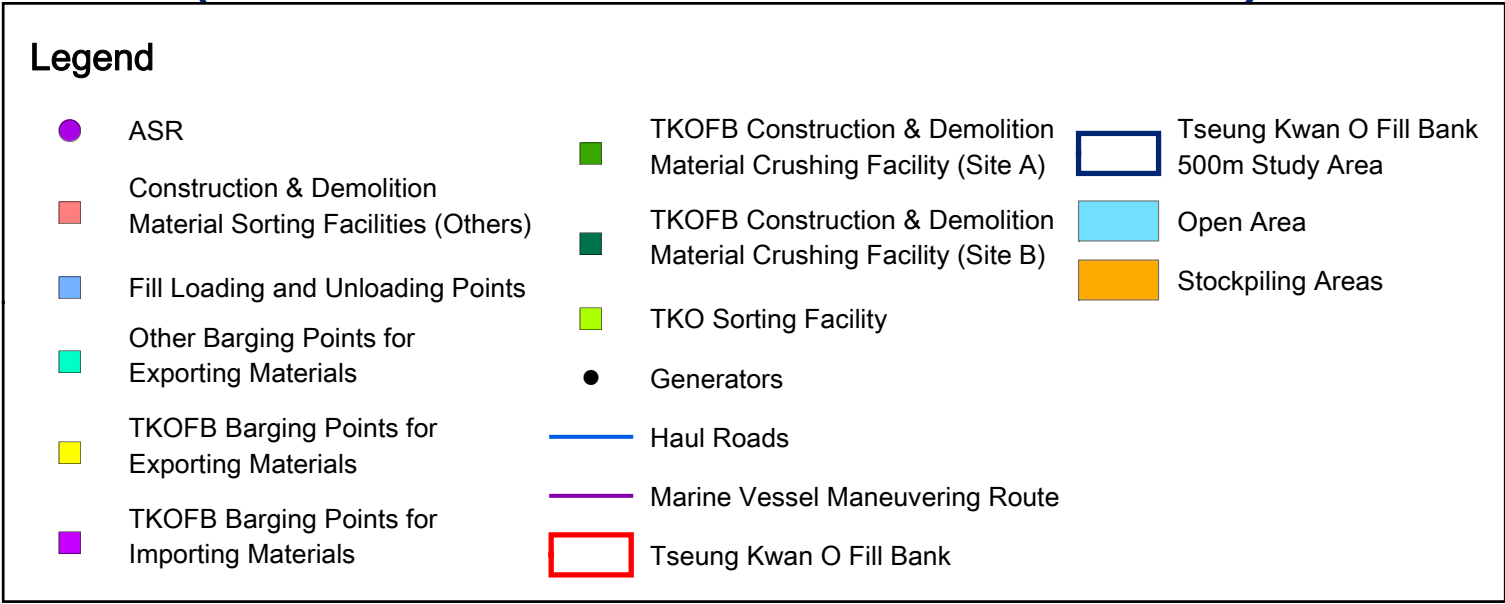 Legend
ASR
Construction & Demolition
Material Sorting Facilities (Others)
Fill Loading and Unloading Points
Other Barging Points for
Exporting Materials
TKOFB Barging Points for
Exporting Materials
TKOFB Barging Points for
Importing Materials
TKOFB Construction & Demolition
Material Crushing Facility (Site A)
TKOFB Construction & Demolition
Material Crushing Facility (Site B)
TKO Sorting Facility
Generators
Haul Roads
Marine Vessel Maneuvering Route
Tseung Kwan O Fill Bank
Tseung Kwan O Fill Bank
500m Study Area
Open Area
Stockpiling Areas